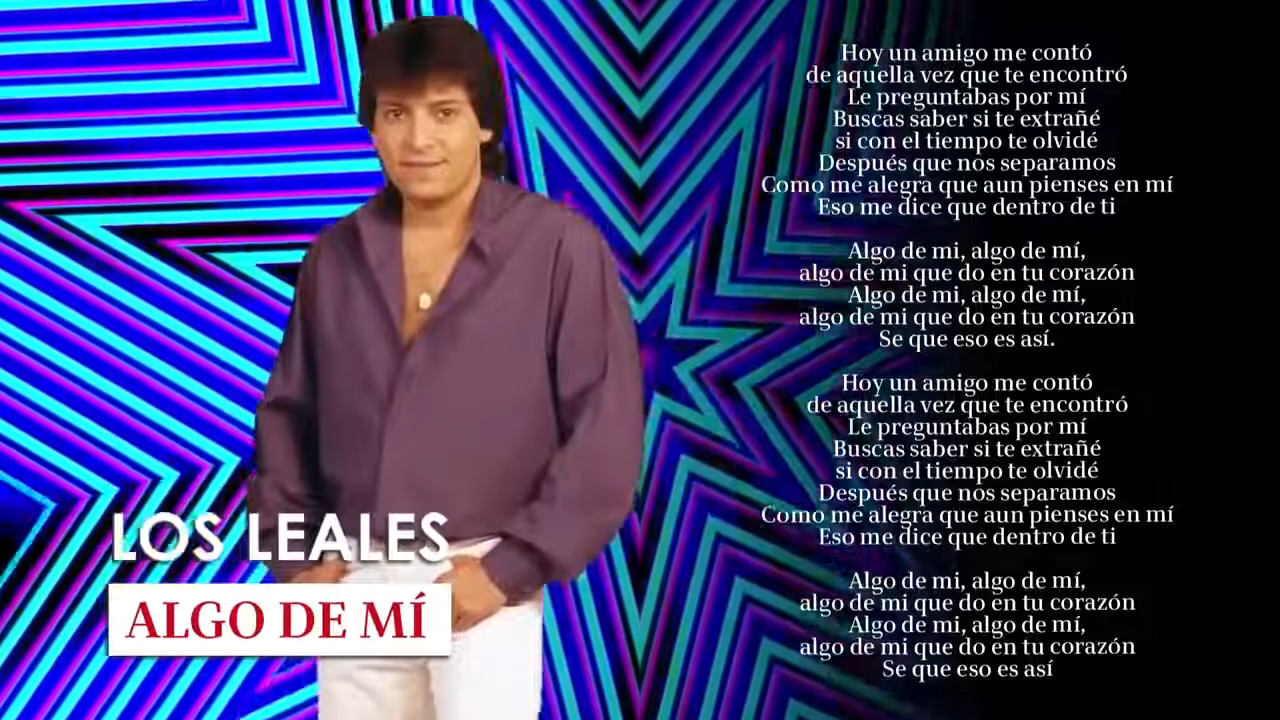 Hoy un amigo me contó
de aquella vez que te encontró
Le preguntabas por mí
Buscas saber si te extrañé
si con el tiempo te olvidé
Después que nos separamos
Como me alegra que aun pienses en mí
Eso me dice que dentro de ti
Algo de mi, algo de mí,
algo de mi que do en tu corazón
Algo de mi, algo de mí,
algo de mi que do en tu corazón
Se que eso es así.
Hoy un amigo me contó
de aquella vez que te encontró
Le preguntabas por mí
Buscas saber si te extrañé
si con el tiempo te olvidé
Después que nos separamos
Como me alegra que aun pienses en mí
Eso me dice que dentro de ti
Algo de mi, algo de mí,
algo de mi que do en tu corazón
Algo de mi, algo de mí,
algo de mi que do en tu corazón
Se que eso es así
LOS LEALES
ALGO DE MÍ